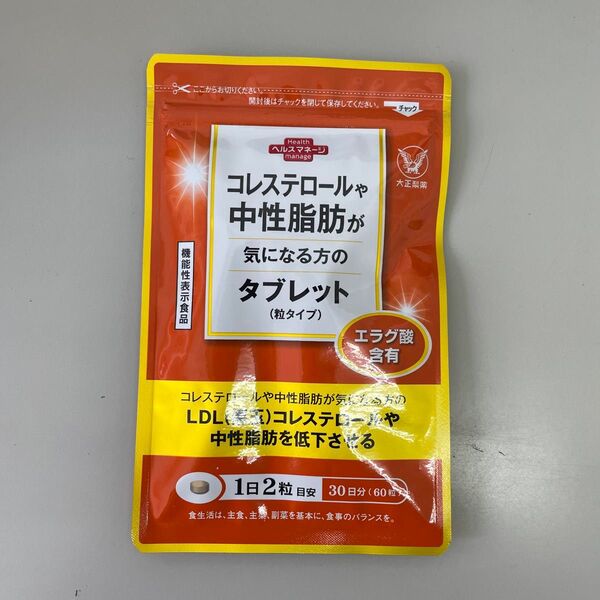 ここからお切りください。
開封後はチャックを閉じて保存してください。
チャック
Health
ヘルスマネージ
manage
大正製薬
コレステロールや
中性脂肪が
気になる方の
タブレット
(粒タイプ)
機能性表示食品
エラグ酸
含有
コレステロールや中性脂肪が気になる方の
LDL(悪玉)コレステロールや
中性脂肪を低下させる
1日2粒 目安 30日分(60粒)
食生活は、主食、主菜、副菜を基本に、食事のバランスを。